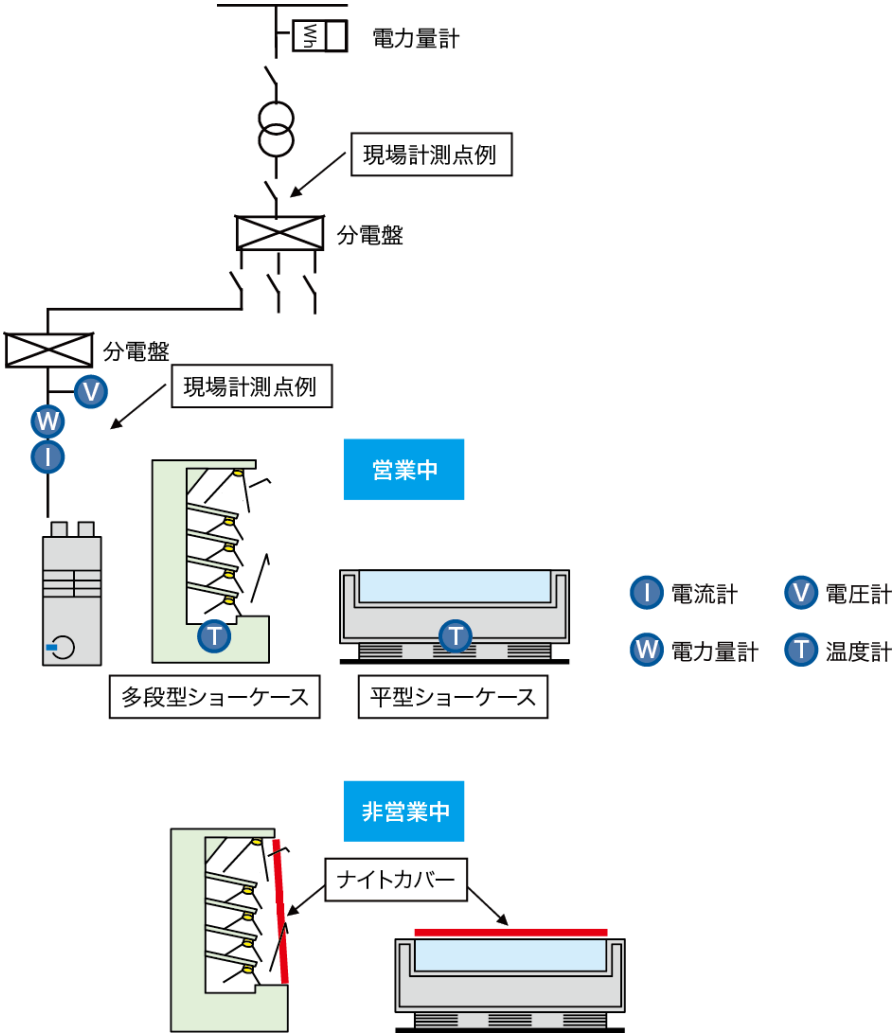 Wh
電力量計
現場計測点例
分電盤
分電盤
現場計測点例
V
W
I
営業中
T
T
I 電流計
V 電圧計
W 電力量計
T 温度計
多段型ショーケース
平型ショーケース
非営業中
ナイトカバー